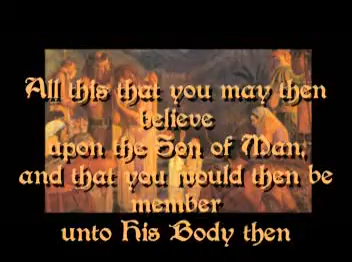 All this that you may then
believe
upon the Son of Man,
and that you would then be
member
unto His Body then